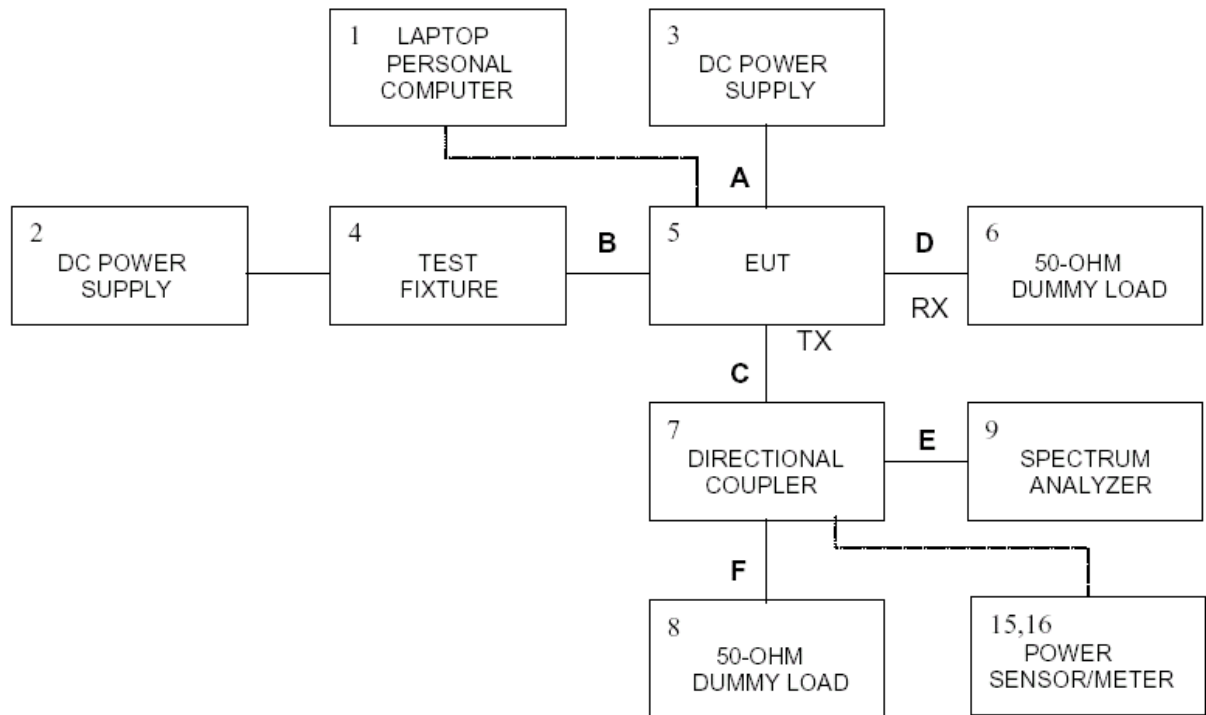 1 LAPTOP
PERSONAL
COMPUTER
3
DC POWER
SUPPLY
A
2
DC POWER
SUPPLY
4
TEST
FIXTURE
B
5
EUT
D
RX
6
50-OHM
DUMMY LOAD
TX
C
7
DIRECTIONAL
COUPLER
E
9
SPECTRUM
ANALYZER
F
8
50-OHM
DUMMY LOAD
15,16
POWER
SENSOR/METER